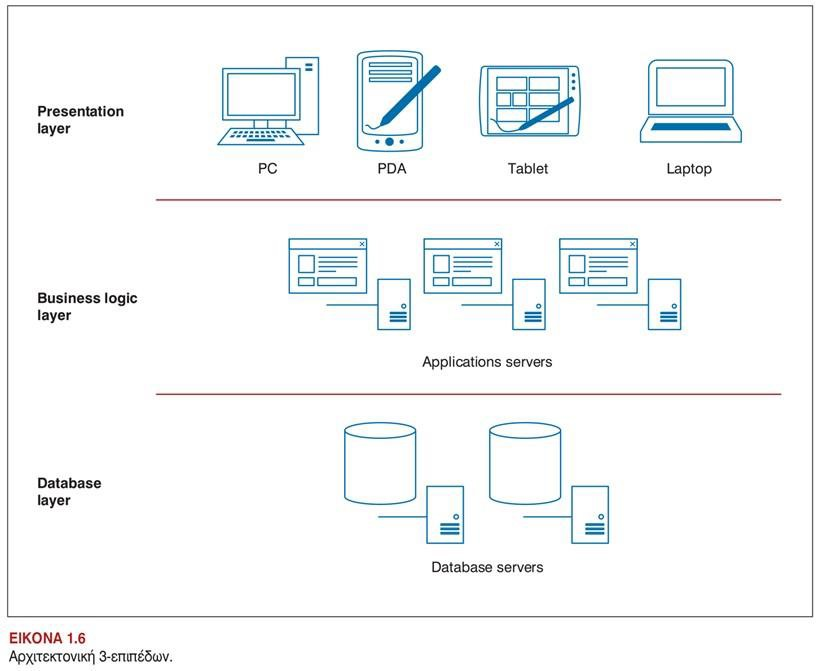 Presentation
layer
PC
PDA
Tablet
Laptop
Business logic
layer
Applications servers
Database
layer
Database servers
ΕΙΚΟΝΑ 1.6
Αρχιτεκτονική 3-επιπέδων.